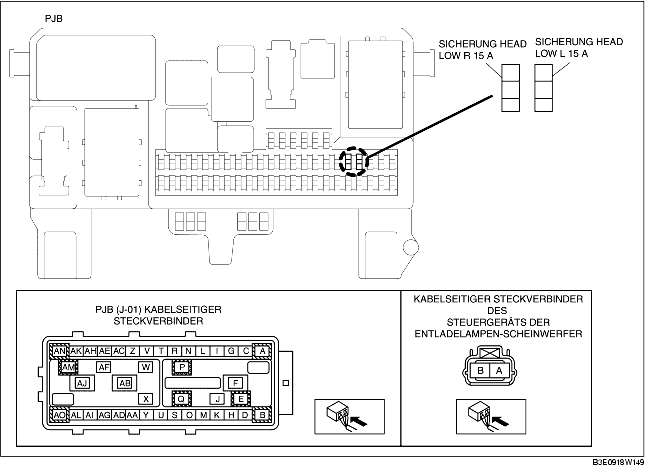 PJB
SICHERUNG HEAD
LOW R 15 A
SICHERUNG HEAD
LOW L 15 A
PJB (J-01) KABELSEITIGER
STECKVERBINDER
AN AK AH AE AC Z V T R N L I G C A
AM AF W P
AJ AB F
X Q J E
AO AL AI AG AD AA Y U S O M K H D B
KABELSEITIGER STECKVERBINDER
DES
STEUERGERÄTS DER
ENTLADELAMPEN-SCHEINWERFER
B A
B3E0918W149